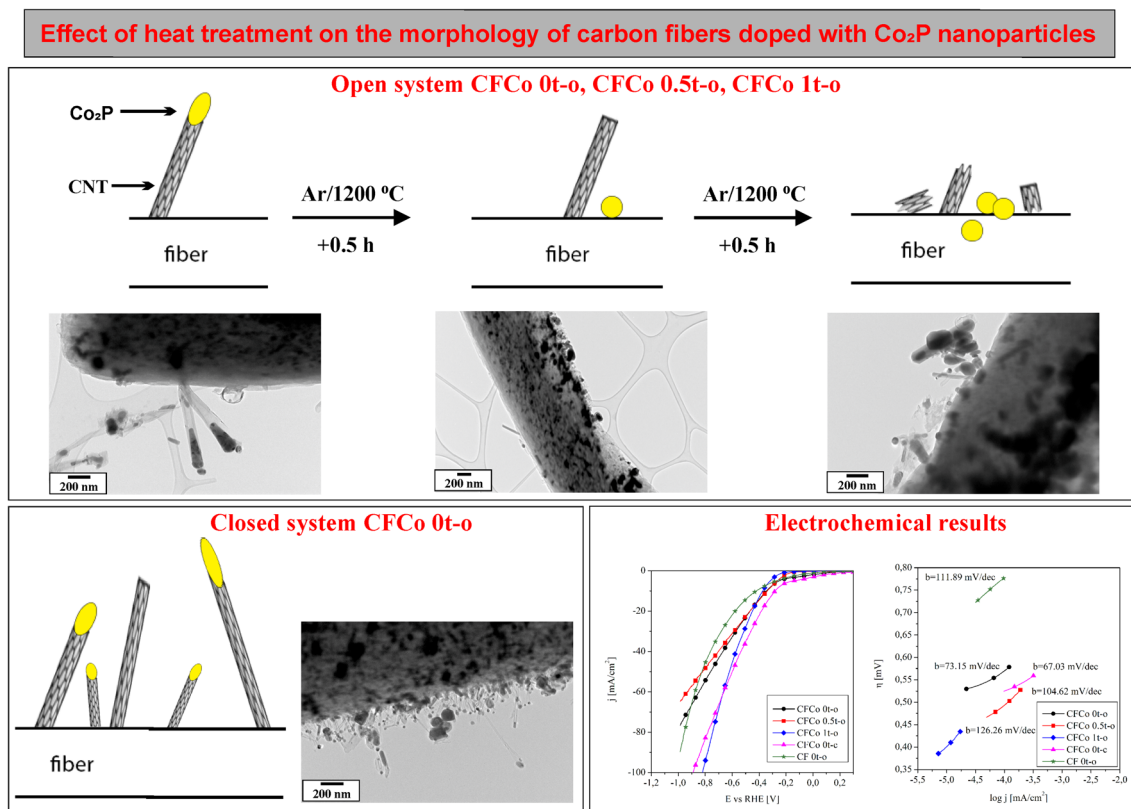 Effect of heat treatment on the morphology of carbon fibers doped with Co₂P nanoparticles
Open system CFCo 0t-o, CFCo 0.5t-o, CFCo 1t-o
Co₂P
CNT
fiber
Ar/1200 ⁰C
+0.5 h
fiber
Ar/1200 ⁰C
+0.5 h
fiber
200 nm
200 nm
200 nm
Closed system CFCo 0t-o
fiber
200 nm
Electrochemical results
j [mA/cm²]
0
-20
-40
-60
-80
-100
-1,2
-1,0
-0,8
-0,6
-0,4
-0,2
0,0
0,2
E vs RHE [V]
CFCo 0t-o
CFCo 0.5t-o
CFCo 1t-o
CFCo 0t-c
CF 0t-o
η [mV]
0,80
0,75
0,70
0,65
0,60
0,55
0,50
0,45
0,40
0,35
b=111.89 mV/dec
b=73.15 mV/dec
b=67.03 mV/dec
b=104.62 mV/dec
b=126.26 mV/dec
CFCo 0t-o
CFCo 0.5t-o
CFCo 1t-o
CFCo 0t-c
CF 0t-o
-5,5
-5,0
-4,5
-4,0
-3,5
-3,0
-2,5
-2,0
log j [mA/cm²]